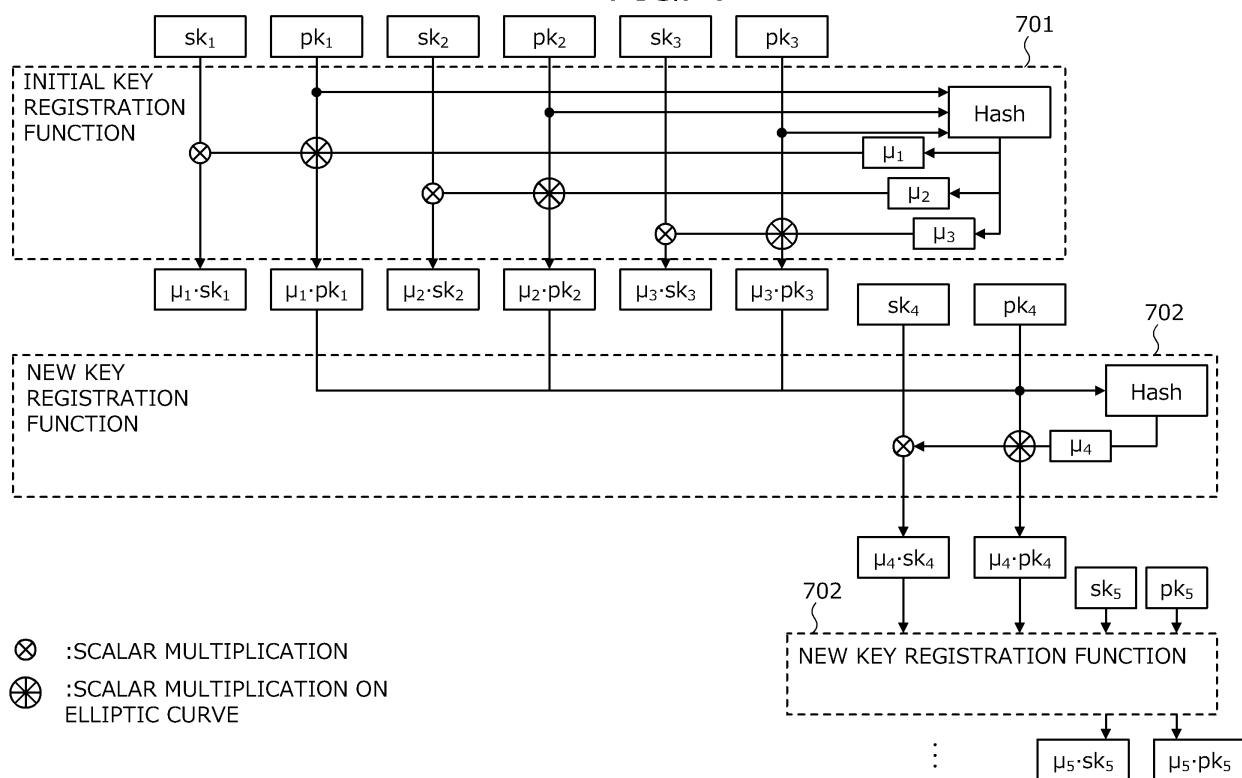 sk₁ pk₁ sk₂ pk₂ sk₃ pk₃
701
INITIAL KEY
REGISTRATION
FUNCTION
Hash
μ₁
μ₂
μ₃
μ₁·sk₁ μ₁·pk₁ μ₂·sk₂ μ₂·pk₂ μ₃·sk₃ μ₃·pk₃
sk₄ pk₄
702
NEW KEY
REGISTRATION
FUNCTION
Hash
μ₄
μ₄·sk₄ μ₄·pk₄
sk₅ pk₅
702
NEW KEY REGISTRATION FUNCTION
:SCALAR MULTIPLICATION
:SCALAR MULTIPLICATION ON
ELLIPTIC CURVE
⋮
μ₅·sk₅ μ₅·pk₅